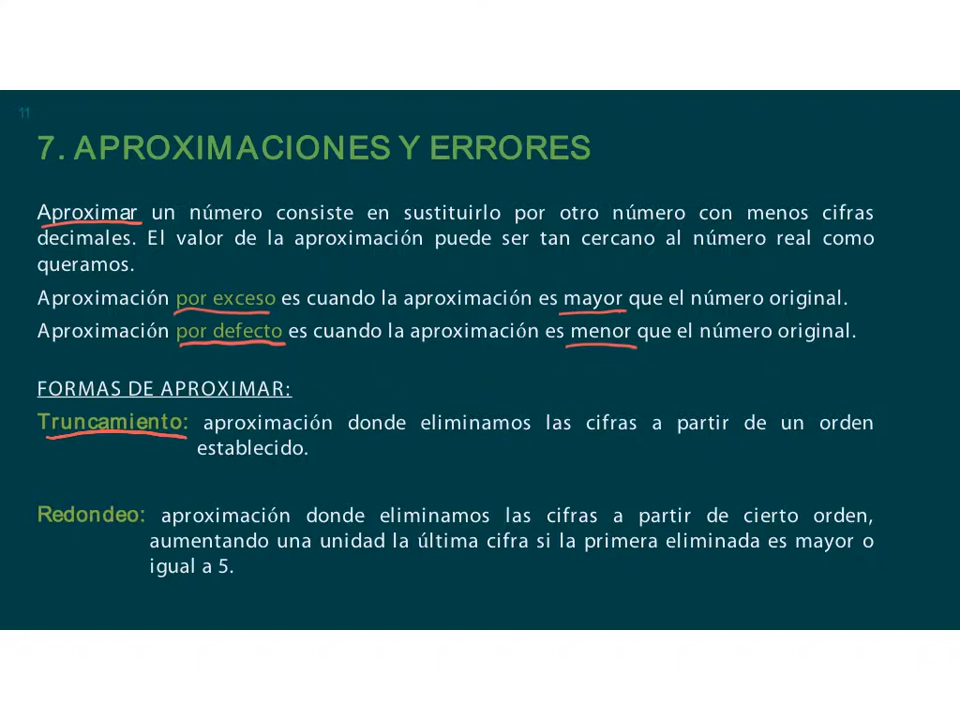 11
7. APROXIMACIONES Y ERRORES
Aproximar un número consiste en sustituirlo por otro número con menos cifras
decimales. El valor de la aproximación puede ser tan cercano al número real como
queramos.
Aproximación por exceso es cuando la aproximación es mayor que el número original.
Aproximación por defecto es cuando la aproximación es menor que el número original.
FORMAS DE APROXIMAR:
Truncamiento: aproximación donde eliminamos las cifras a partir de un orden
establecido.
Redondeo: aproximación donde eliminamos las cifras a partir de cierto orden,
aumentando una unidad la última cifra si la primera eliminada es mayor o
igual a 5.